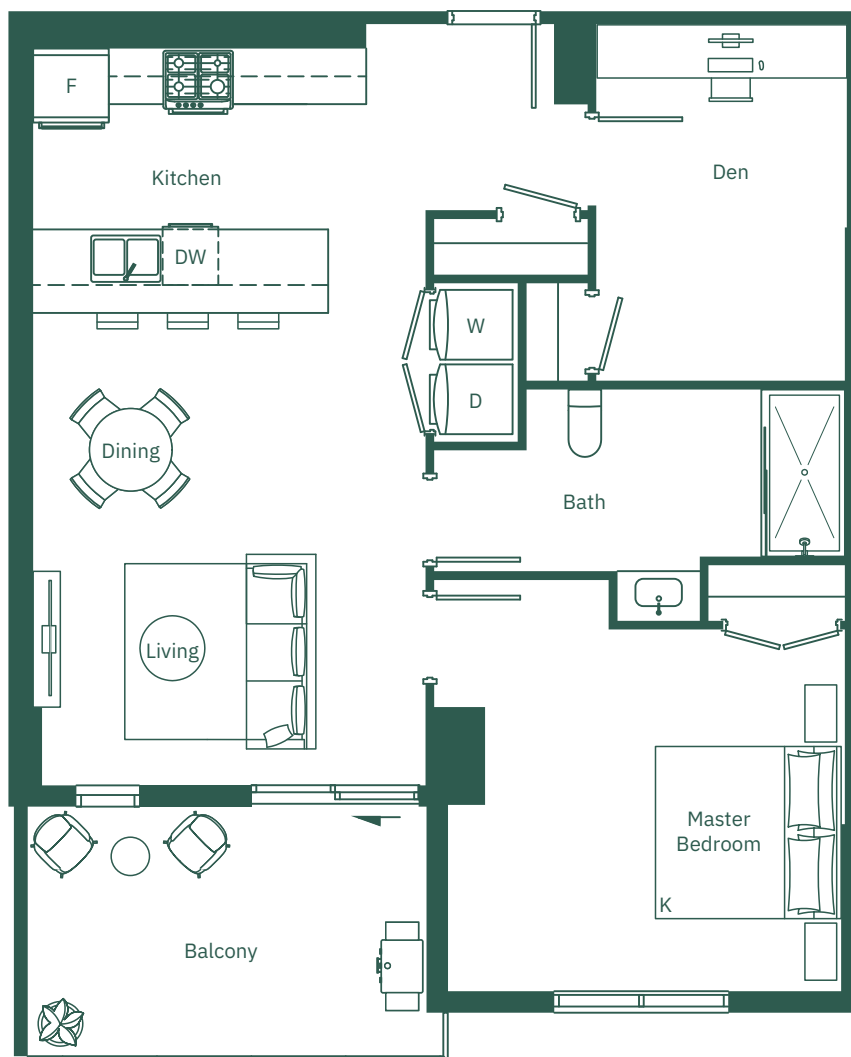 F
Kitchen
Den
DW
W
D
Dining
Bath
Living
Master
Bedroom
K
Balcony